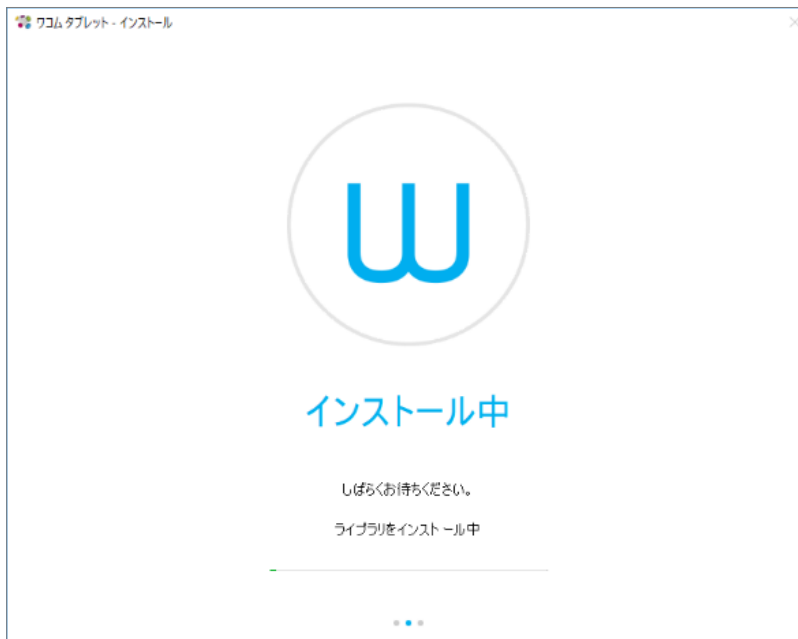 ワコム タブレット - インストール
W
インストール中
しばらくお待ちください。
ライブラリをインストール中